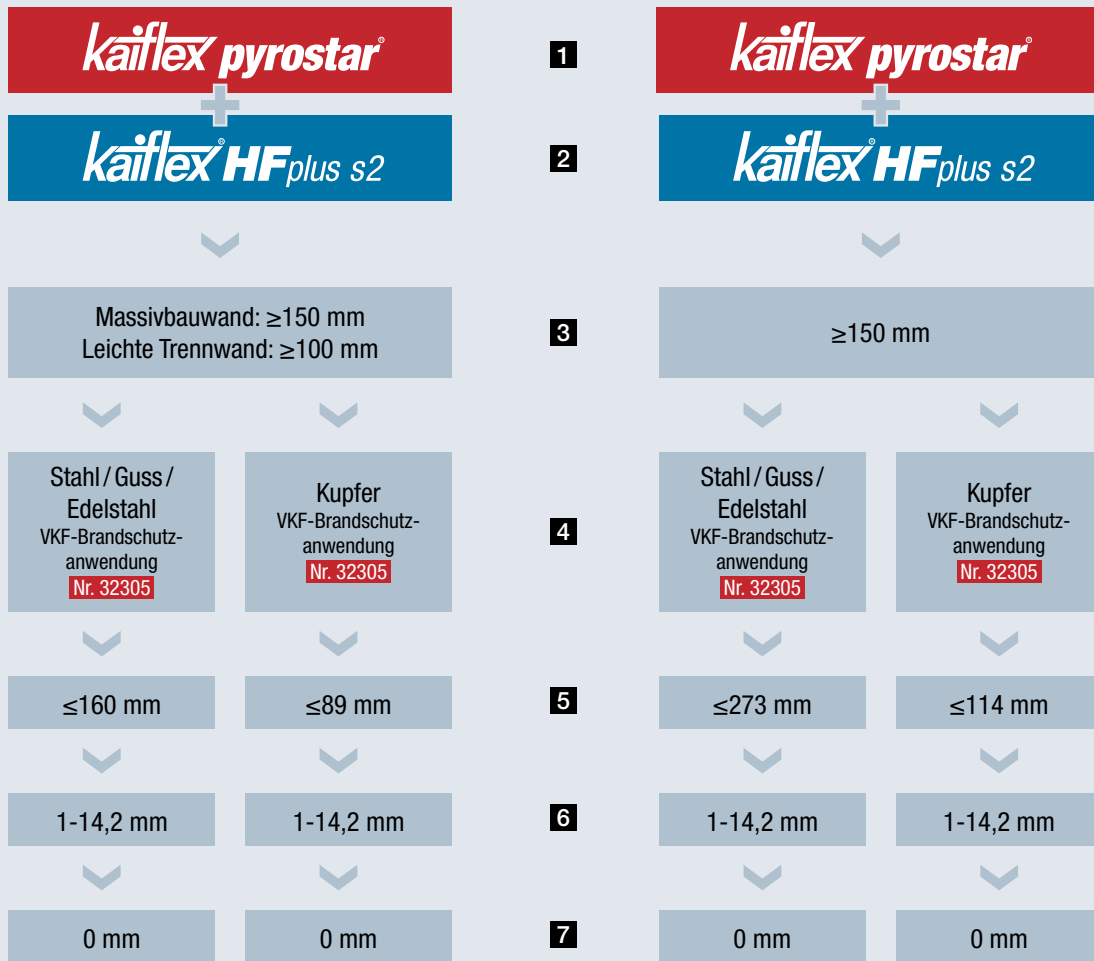 kaiflex pyrostar®
1
kaiflex pyrostar®
kaiflex® HFplus s2
2
kaiflex® HFplus s2
Massivbauwand: ≥150 mm
Leichte Trennwand: ≥100 mm
3
≥150 mm
Stahl / Guss /
Edelstahl
VKF-Brandschutz-
anwendung
Nr. 32305
Kupfer
VKF-Brandschutz-
anwendung
Nr. 32305
4
Stahl / Guss /
Edelstahl
VKF-Brandschutz-
anwendung
Nr. 32305
Kupfer
VKF-Brandschutz-
anwendung
Nr. 32305
≤160 mm
≤89 mm
5
≤273 mm
≤114 mm
1-14,2 mm
1-14,2 mm
6
1-14,2 mm
1-14,2 mm
0 mm
0 mm
7
0 mm
0 mm